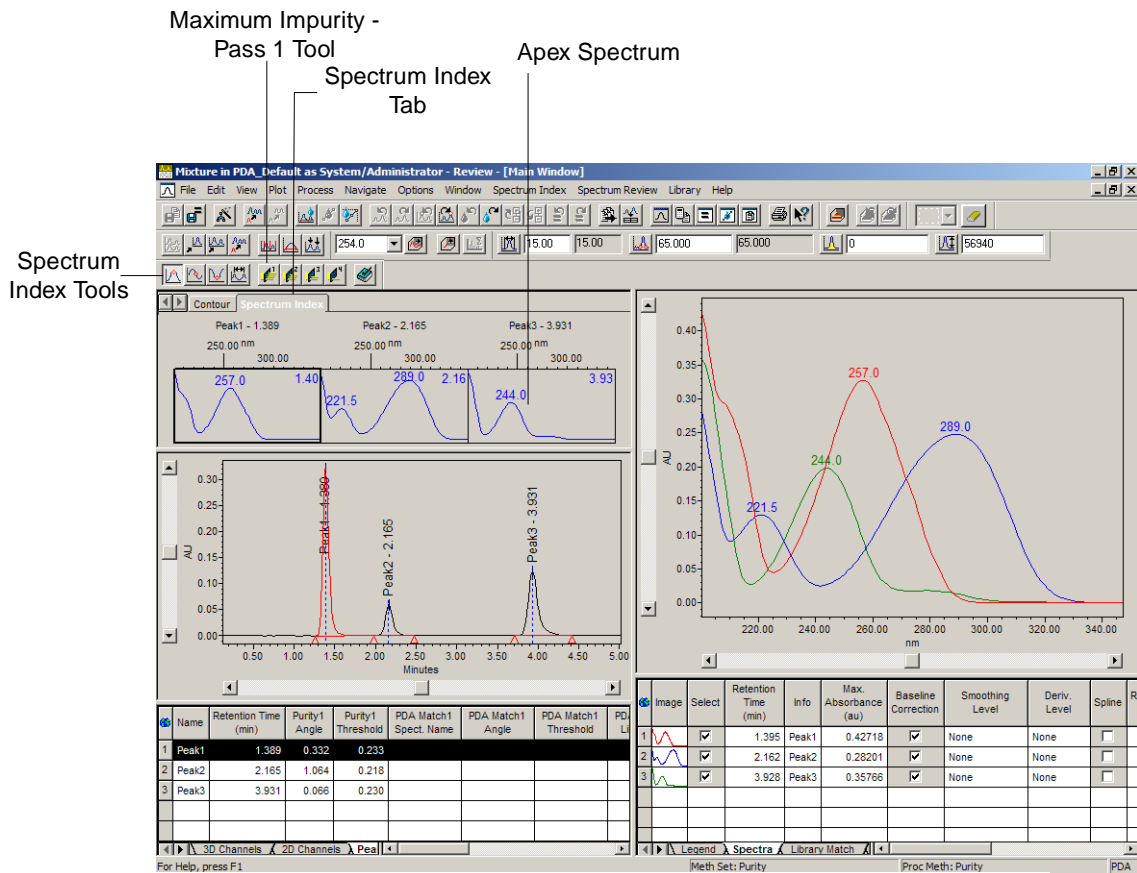 Maximum Impurity -
Pass 1 Tool
Apex Spectrum
Spectrum Index
Tab
Spectrum
Index Tools
Mixture in PDA_Default as System/Administrator - Review - [Main Window]
File Edit View Plot Process Navigate Options Window Spectrum Index Spectrum Review Library Help
254.0 15.00 15.00 65.000 65.000 0 56940
Contour Spectrum Index
Peak1 - 1.389 Peak2 - 2.165 Peak3 - 3.931
250.00 nm 250.00 nm 250.00 nm
300.00 300.00 300.00
257.0 1.40 289.0 2.16 3.93
221.5 244.0
AU
0.30
0.25
0.20
0.15
0.10
0.05
0.00
Peak1 - 1.389
Peak2 - 2.165
Peak3 - 3.931
0.50 1.00 1.50 2.00 2.50 3.00 3.50 4.00 4.50 5.00
Minutes
AU
0.40
0.35
0.30
0.25
0.20
0.15
0.10
0.05
0.00
257.0
289.0
244.0
221.5
220.00 240.00 260.00 280.00 300.00 320.00 340.00
nm
Name Retention Time (min) Purity1 Angle Purity1 Threshold PDA Match1 Spect. Name PDA Match1 Angle PDA Match1 Threshold PDA Li
1 Peak1 1.389 0.332 0.233
2 Peak2 2.165 1.064 0.218
3 Peak3 3.931 0.066 0.230
3D Channels 2D Channels Pea
Image Select Retention Time (min) Info Max. Absorbance (au) Baseline Correction Smoothing Level Deriv. Level Spline R
1 1.395 Peak1 0.42718 None None
2 2.162 Peak2 0.28201 None None
3 3.928 Peak3 0.35766 None None
Legend Spectra Library Match
For Help, press F1 Meth Set: Purity Proc Meth: Purity PDA